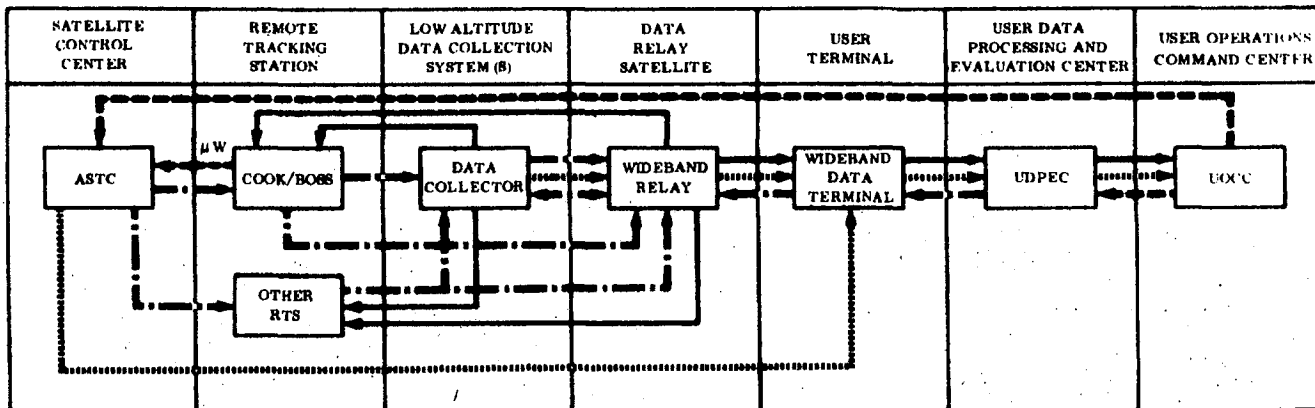 SATELLITE
CONTROL
CENTER
REMOTE
TRACKING
STATION
LOW ALTITUDE
DATA COLLECTION
SYSTEM (S)
DATA
RELAY
SATELLITE
USER
TERMINAL
USER DATA
PROCESSING AND
EVALUATION CENTER
USER OPERATIONS
COMMAND CENTER
μW
ASTC
COOK/BOSS
DATA
COLLECTOR
WIDEBAND
RELAY
WIDEBAND
DATA
TERMINAL
UDPEC
UOCC
OTHER
RTS